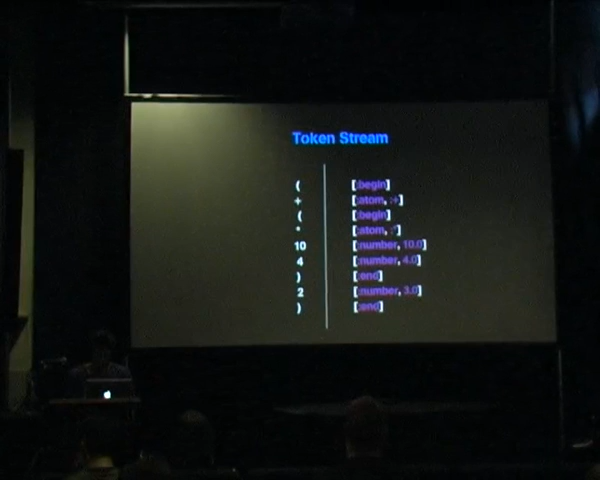 Token Stream
( [:begin]
+ [:atom, :+]
( [:begin]
* [:atom, :*]
10 [:number, 10.0]
4 [:number, 4.0]
) [:end]
2 [:number, 3.0]
) [:end]